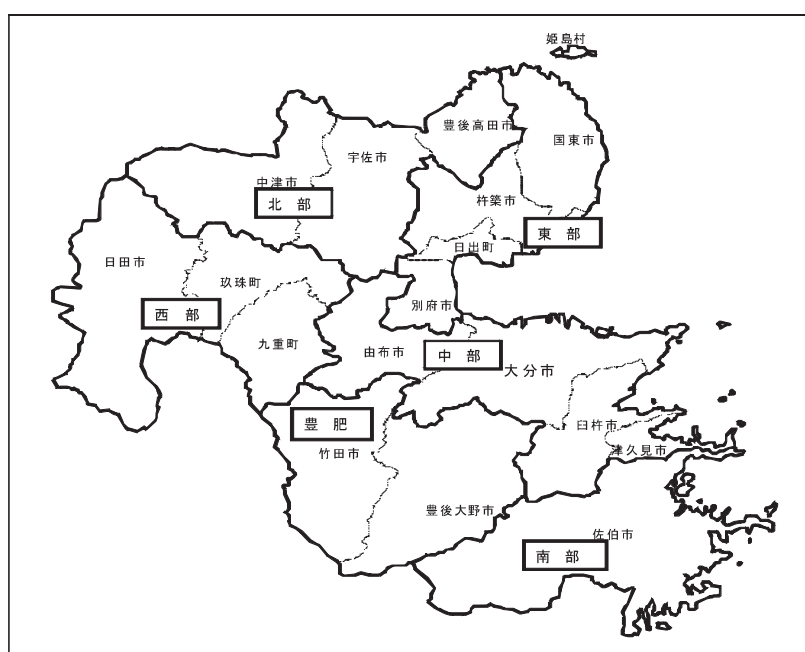 姫島村
豊後高田市
国東市
宇佐市
中津市
北部
杵築市
東部
日出町
日田市
玖珠町
西部
別府市
九重町
由布市
中部
大分市
豊肥
竹田市
臼杵市
津久見市
豊後大野市
佐伯市
南部